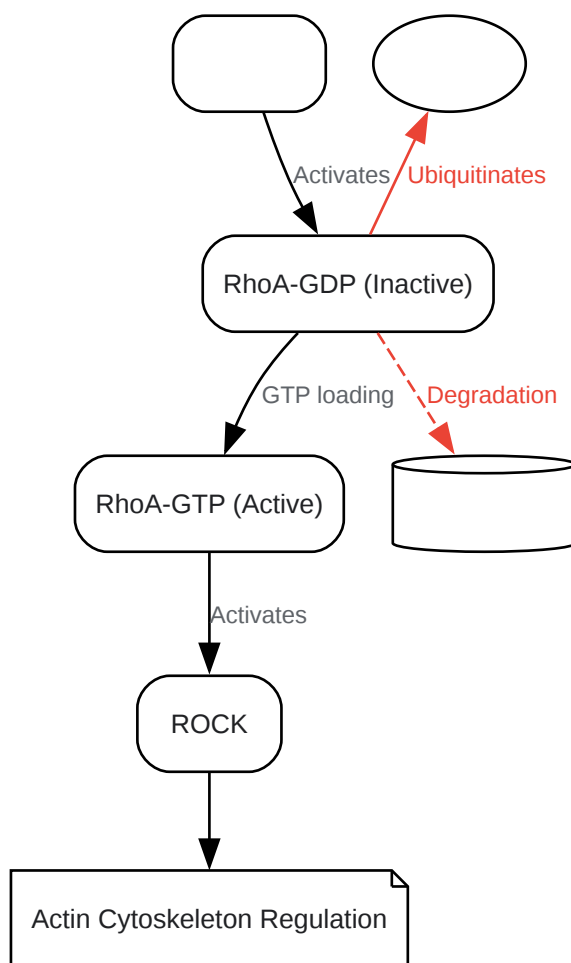 Activates
Ubiquitinates
RhoA-GDP (Inactive)
GTP loading
Degradation
RhoA-GTP (Active)
Activates
ROCK
Actin Cytoskeleton Regulation